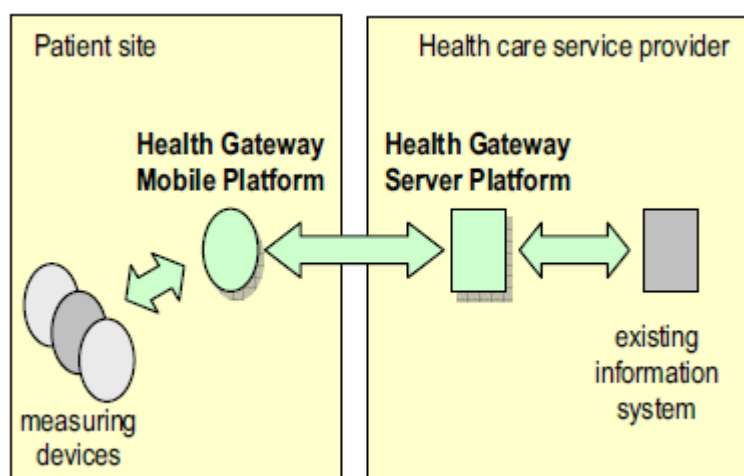 Patient site
Health care service provider
Health Gateway
Mobile Platform
Health Gateway
Server Platform
measuring
devices
existing
information
system